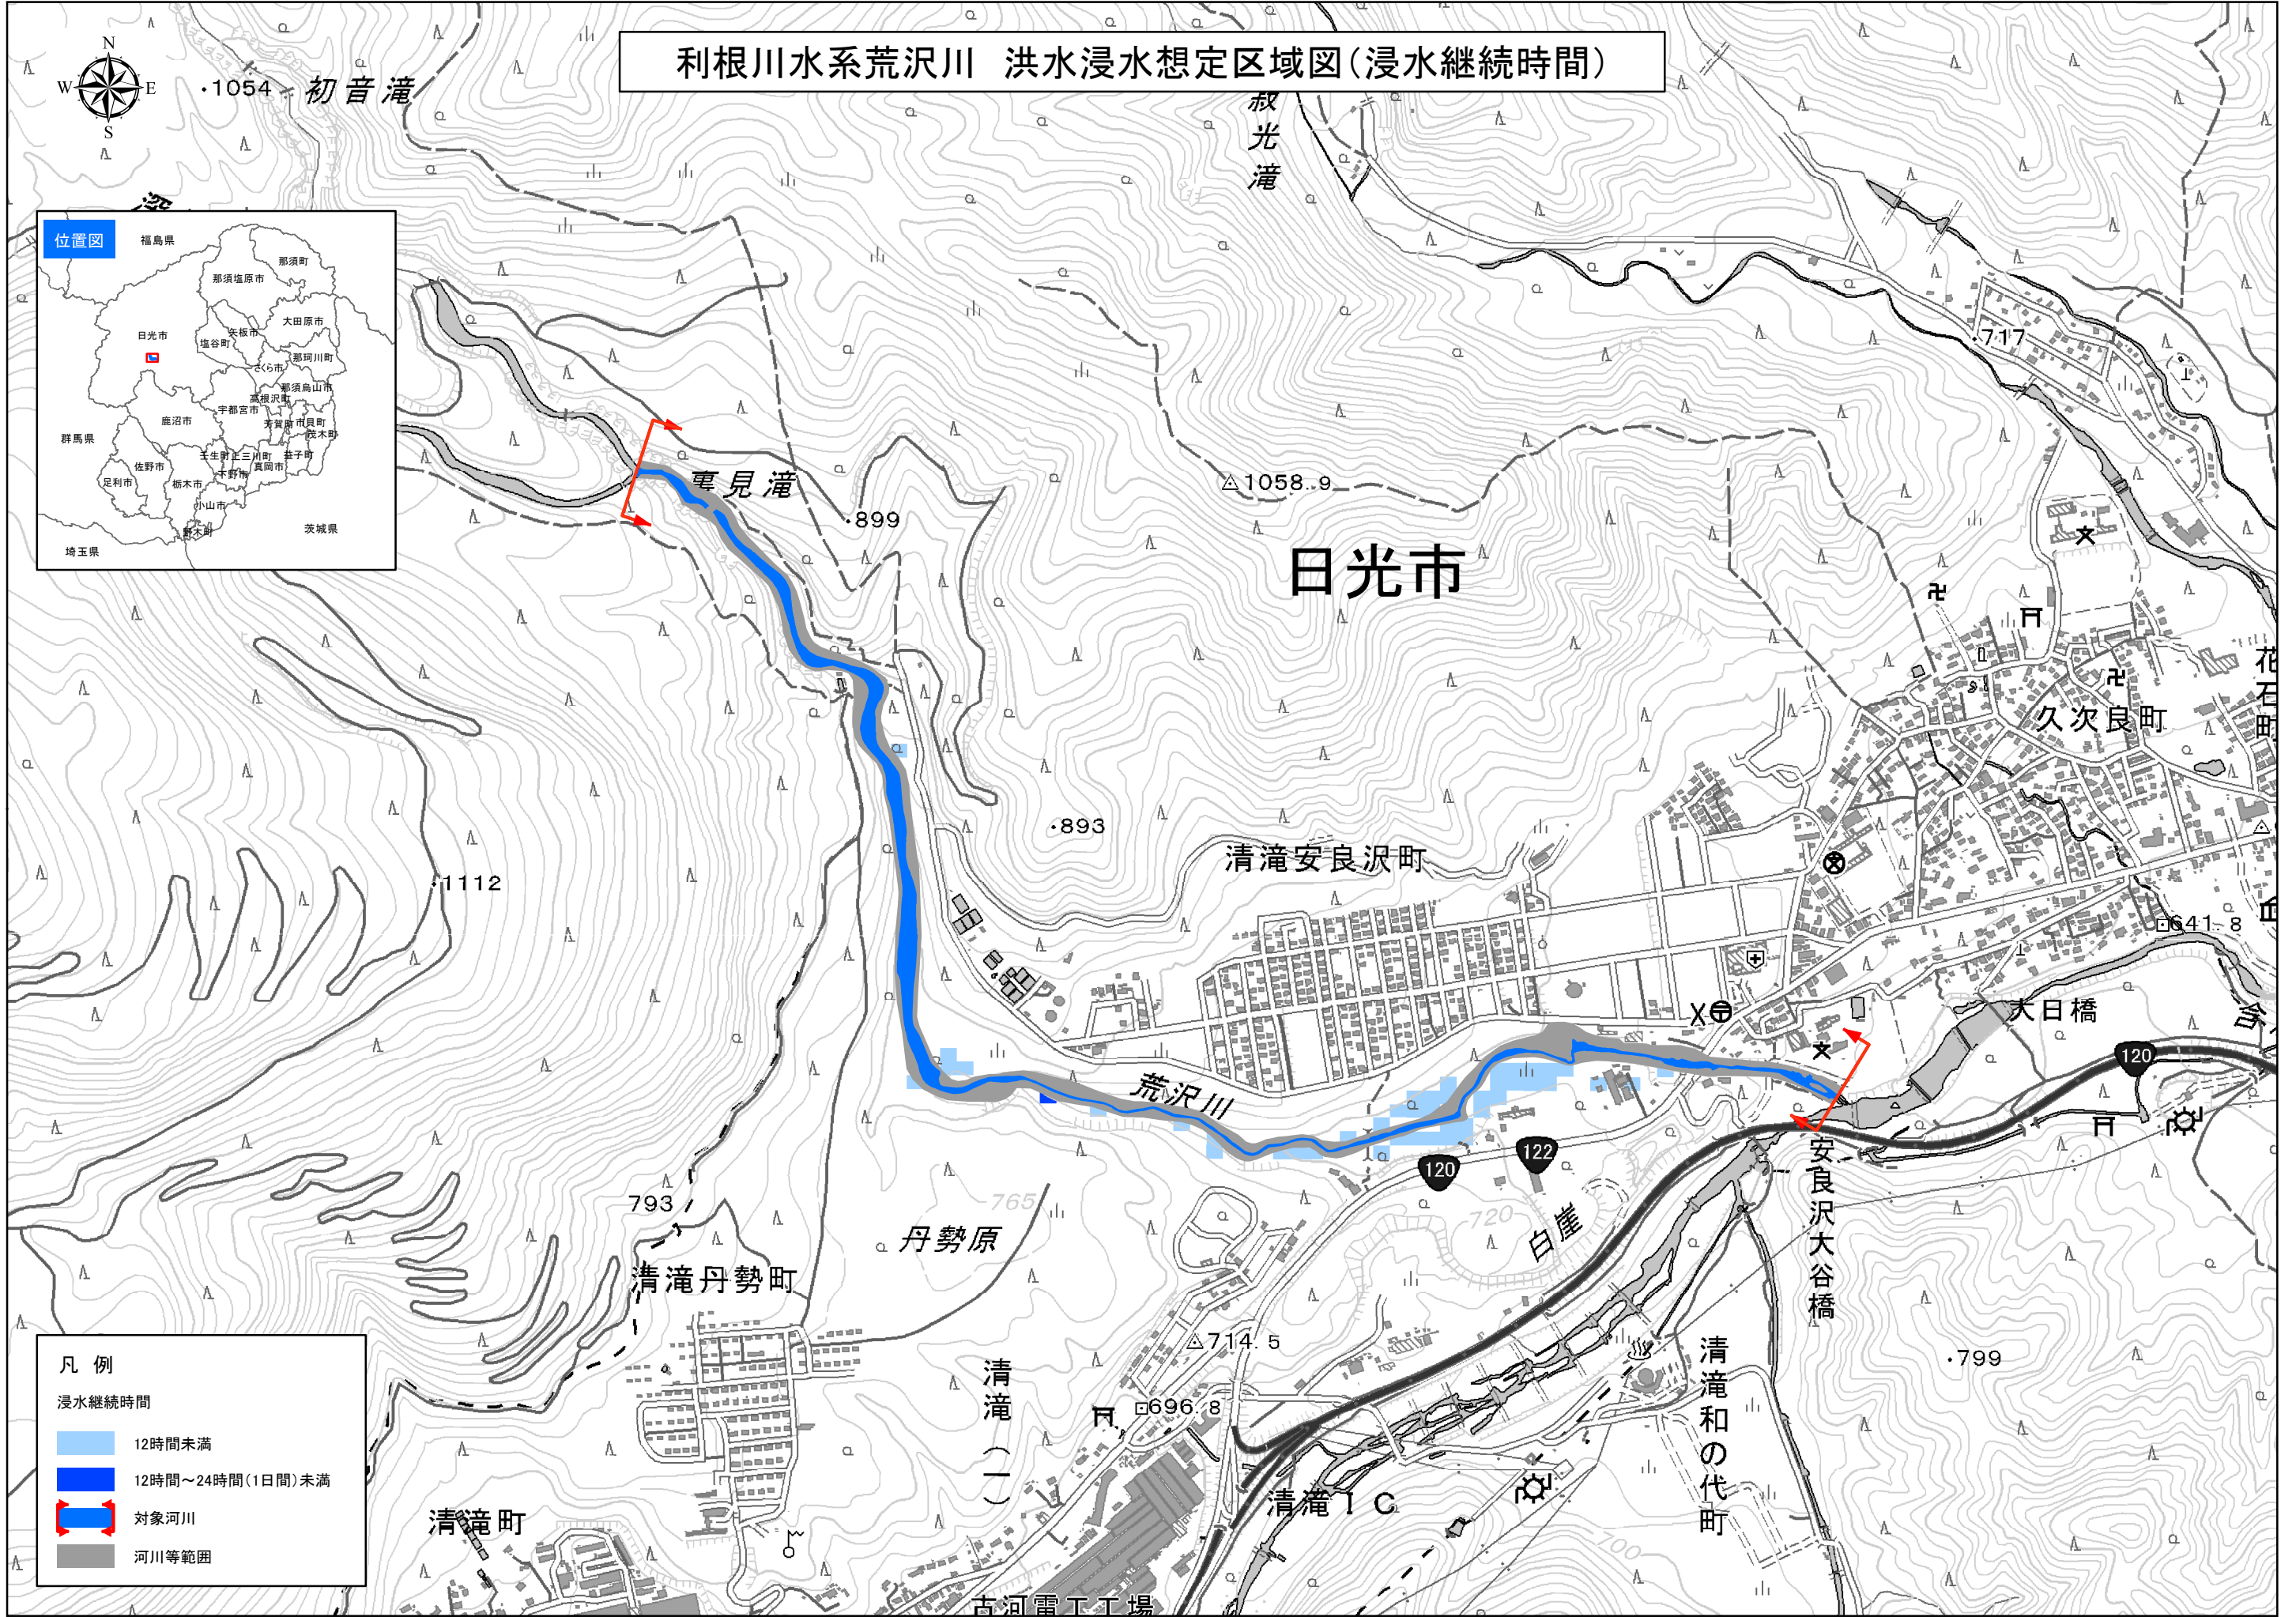 利根川水系荒沢川 洪水浸水想定区域図(浸水継続時間)
N
W
E
S
・1054
初音滝
寂光滝
位置図
福島県
那須町
那須塩原市
大田原市
日光市
矢板市
塩谷町
那珂川町
さくら市
那須烏山市
高根沢町
宇都宮市
鹿沼市
芳賀町
市貝町
茂木町
群馬県
壬生町
上三川町
益子町
佐野市
真岡市
下野市
足利市
栃木市
小山市
野木町
茨城県
埼玉県
・717
裏見滝
・899
1058.9
日光市
久次良町
花石町
・893
清滝安良沢町
・1112
641.8
大日橋
荒沢川
120
120
122
安良沢大谷橋
793
765
720
丹勢原
白崖
清滝丹勢町
714.5
696.8
清滝(一)
清滝和の代町
・799
清滝IC
700
清滝町
古河電工工場
凡 例
浸水継続時間
12時間未満
12時間~24時間(1日間)未満
対象河川
河川等範囲